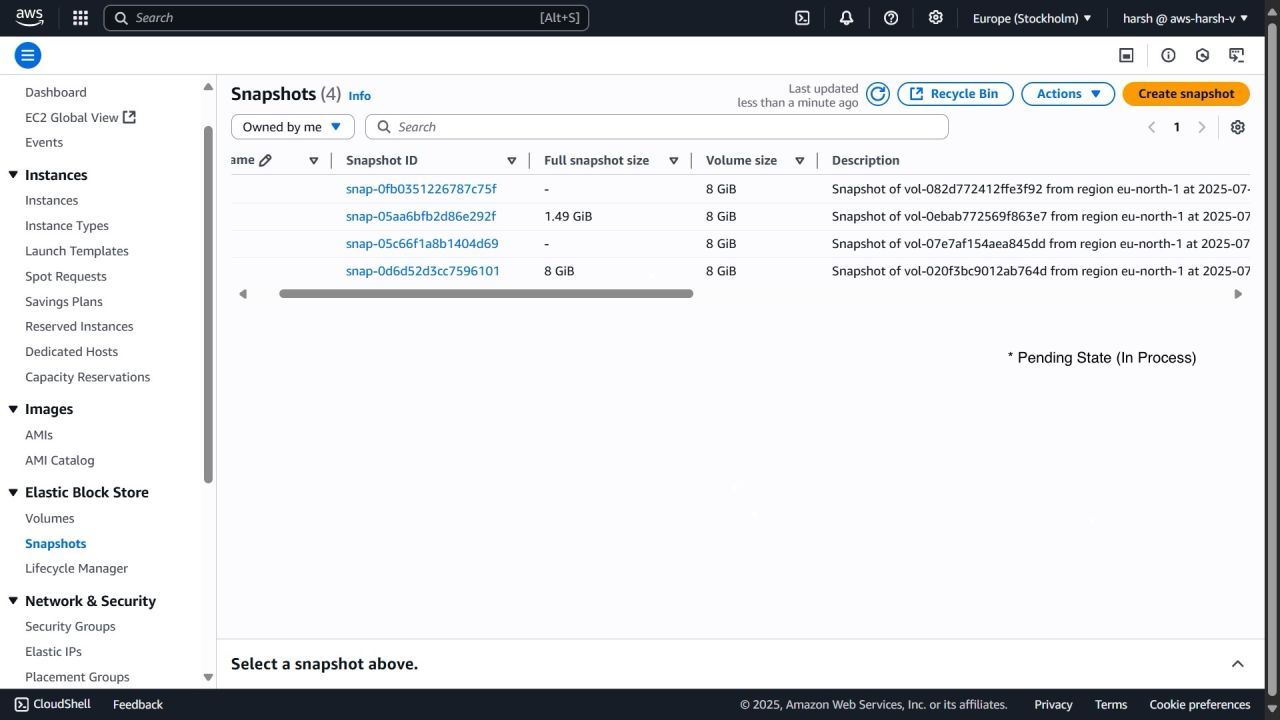 aws
Search [Alt+S]
Europe (Stockholm)
harsh @ aws-harsh-v
Dashboard
EC2 Global View
Events
Instances
Instances
Instance Types
Launch Templates
Spot Requests
Savings Plans
Reserved Instances
Dedicated Hosts
Capacity Reservations
Images
AMIs
AMI Catalog
Elastic Block Store
Volumes
Snapshots
Lifecycle Manager
Network & Security
Security Groups
Elastic IPs
Placement Groups
Snapshots (4) Info
Last updated
less than a minute ago
Recycle Bin
Actions
Create snapshot
Owned by me
Search
1
ame Snapshot ID Full snapshot size Volume size Description
snap-0fb0351226787c75f - 8 GiB Snapshot of vol-082d772412ffe3f92 from region eu-north-1 at 2025-07-
snap-05aa6bfb2d86e292f 1.49 GiB 8 GiB Snapshot of vol-0ebab772569f863e7 from region eu-north-1 at 2025-07
snap-05c66f1a8b1404d69 - 8 GiB Snapshot of vol-07e7af154aea845dd from region eu-north-1 at 2025-07
snap-0d6d52d3cc7596101 8 GiB 8 GiB Snapshot of vol-020f3bc9012ab764d from region eu-north-1 at 2025-07
* Pending State (In Process)
Select a snapshot above.
CloudShell Feedback © 2025, Amazon Web Services, Inc. or its affiliates. Privacy Terms Cookie preferences